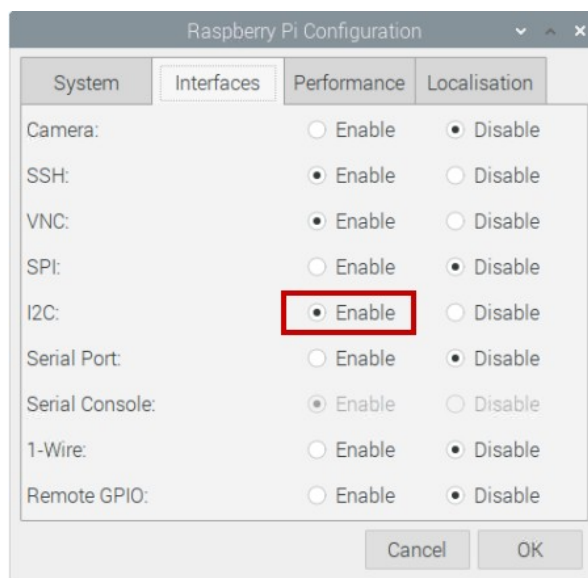 Raspberry Pi Configuration
System Interfaces Performance Localisation
Camera: Enable Disable
SSH: Enable Disable
VNC: Enable Disable
SPI: Enable Disable
I2C: Enable Disable
Serial Port: Enable Disable
Serial Console: Enable Disable
1-Wire: Enable Disable
Remote GPIO: Enable Disable
Cancel OK